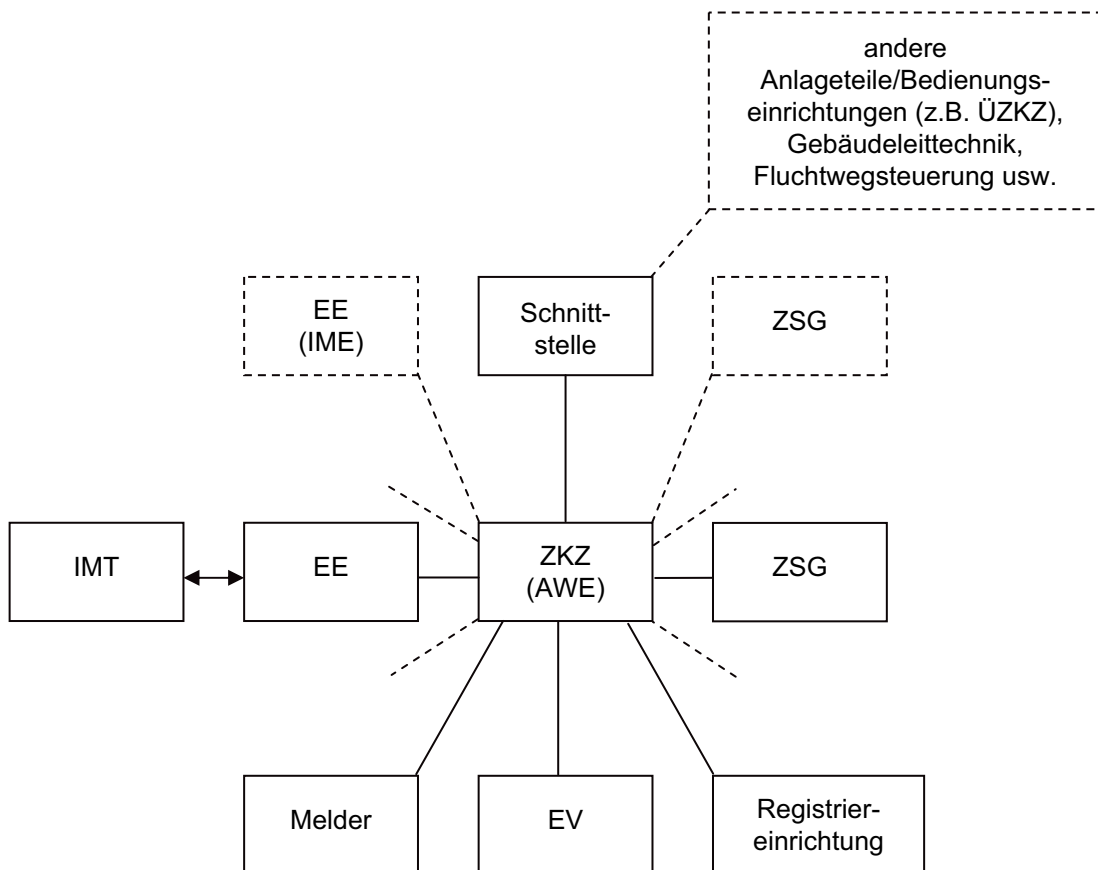 andere
Anlageteile/Bedienungs-
einrichtungen (z.B. ÜZKZ),
Gebäudeleittechnik,
Fluchtwegsteuerung usw.
EE
(IME)
Schnitt-
stelle
ZSG
IMT
EE
ZKZ
(AWE)
ZSG
Melder
EV
Registrier-
einrichtung